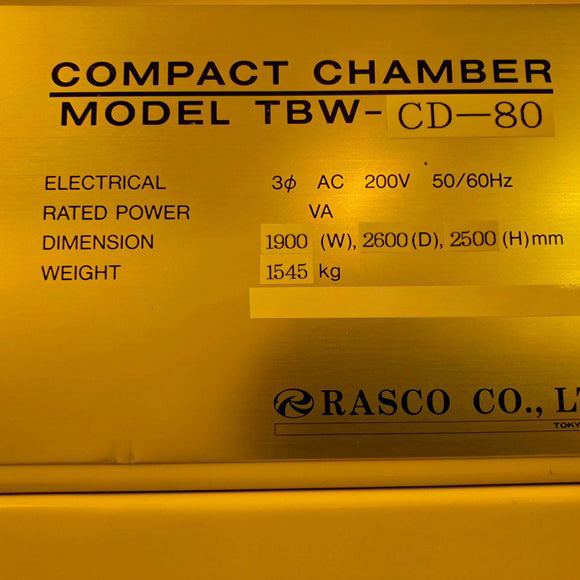 COMPACT CHAMBER
MODEL TBW-CD-80
ELECTRICAL 3φ AC 200V 50/60Hz
RATED POWER VA
DIMENSION 1900 (W), 2600 (D), 2500 (H) mm
WEIGHT 1545 kg
RASCO CO., LT
TOKY